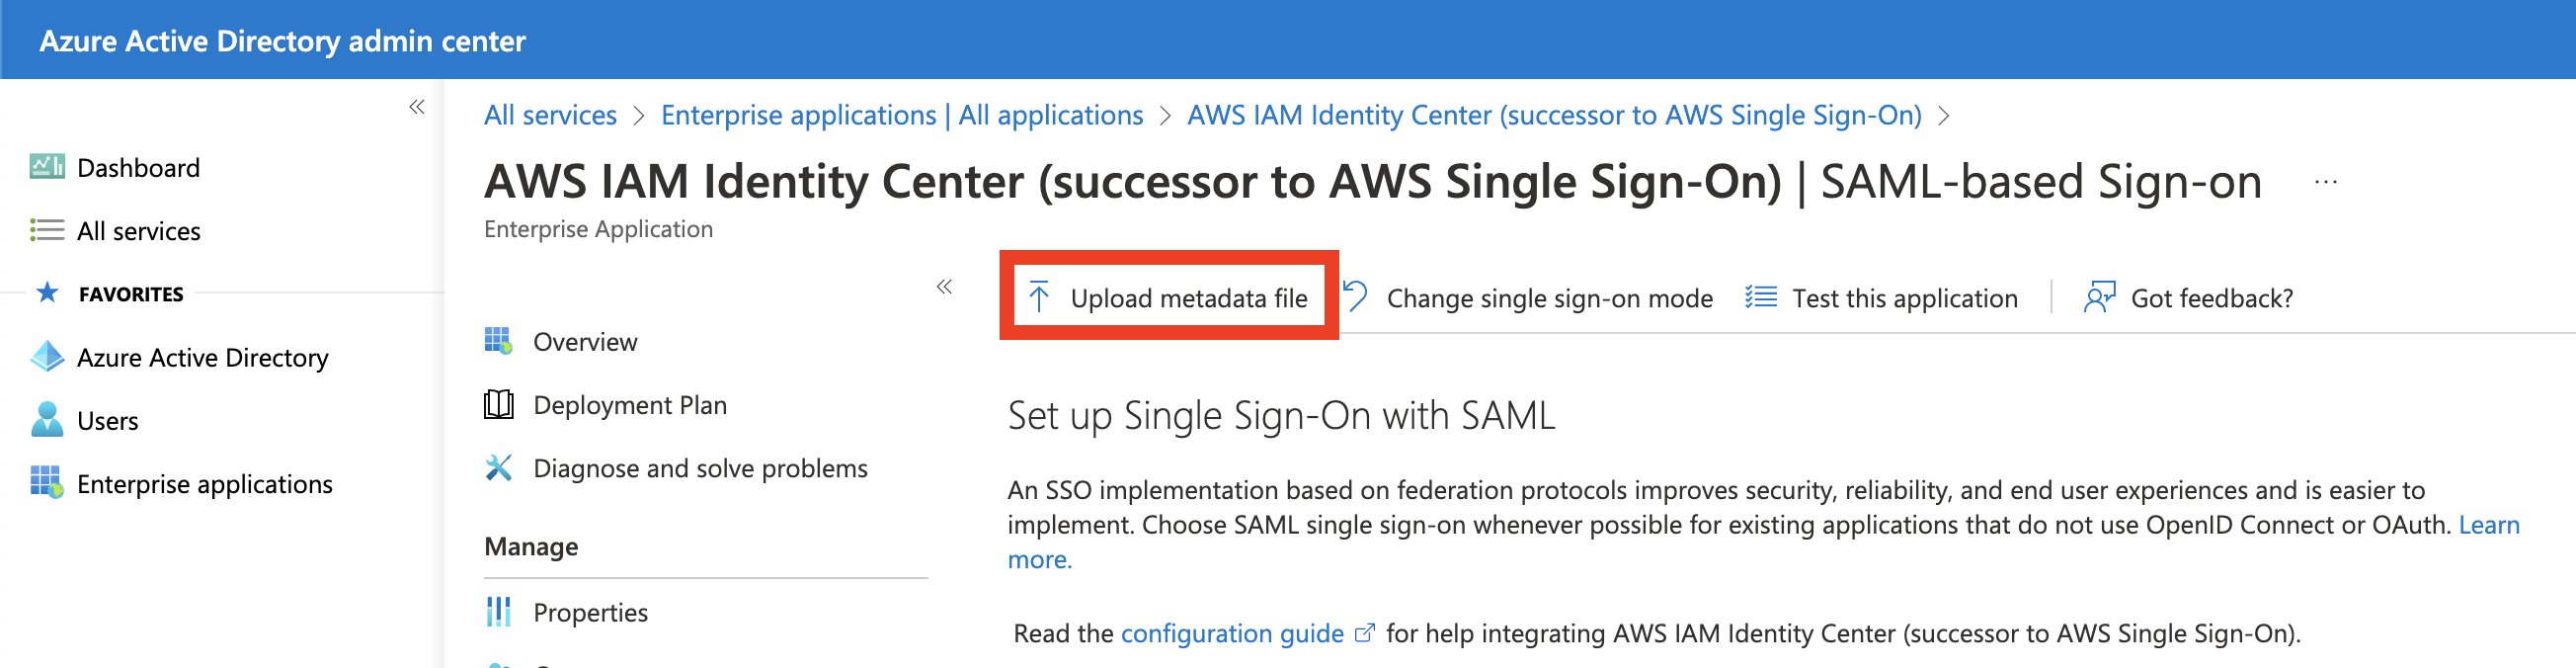 Azure Active Directory admin center
Dashboard
All services
FAVORITES
Azure Active Directory
Users
Enterprise applications
All services > Enterprise applications | All applications > AWS IAM Identity Center (successor to AWS Single Sign-On) >
AWS IAM Identity Center (successor to AWS Single Sign-On) | SAML-based Sign-on ...
Enterprise Application
Overview
Deployment Plan
Diagnose and solve problems
Manage
Properties
Upload metadata file
Change single sign-on mode
Test this application
Got feedback?
Set up Single Sign-On with SAML
An SSO implementation based on federation protocols improves security, reliability, and end user experiences and is easier to
implement. Choose SAML single sign-on whenever possible for existing applications that do not use OpenID Connect or OAuth. Learn
more.
Read the configuration guide for help integrating AWS IAM Identity Center (successor to AWS Single Sign-On).